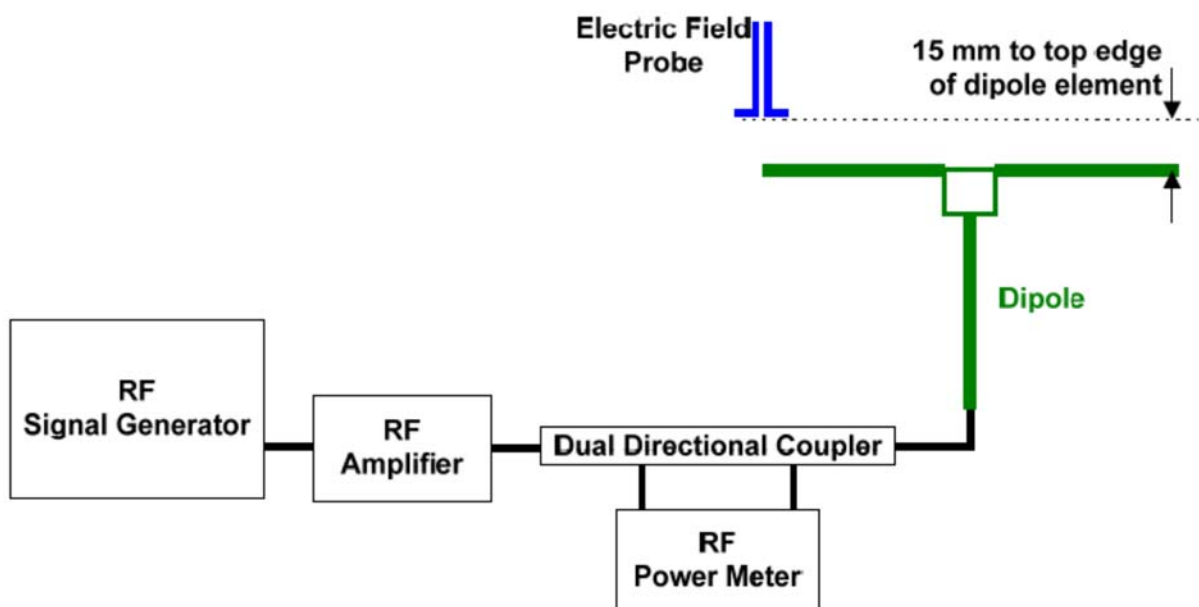 Electric Field
Probe
15 mm to top edge
of dipole element
Dipole
RF
Signal Generator
RF
Amplifier
Dual Directional Coupler
RF
Power Meter